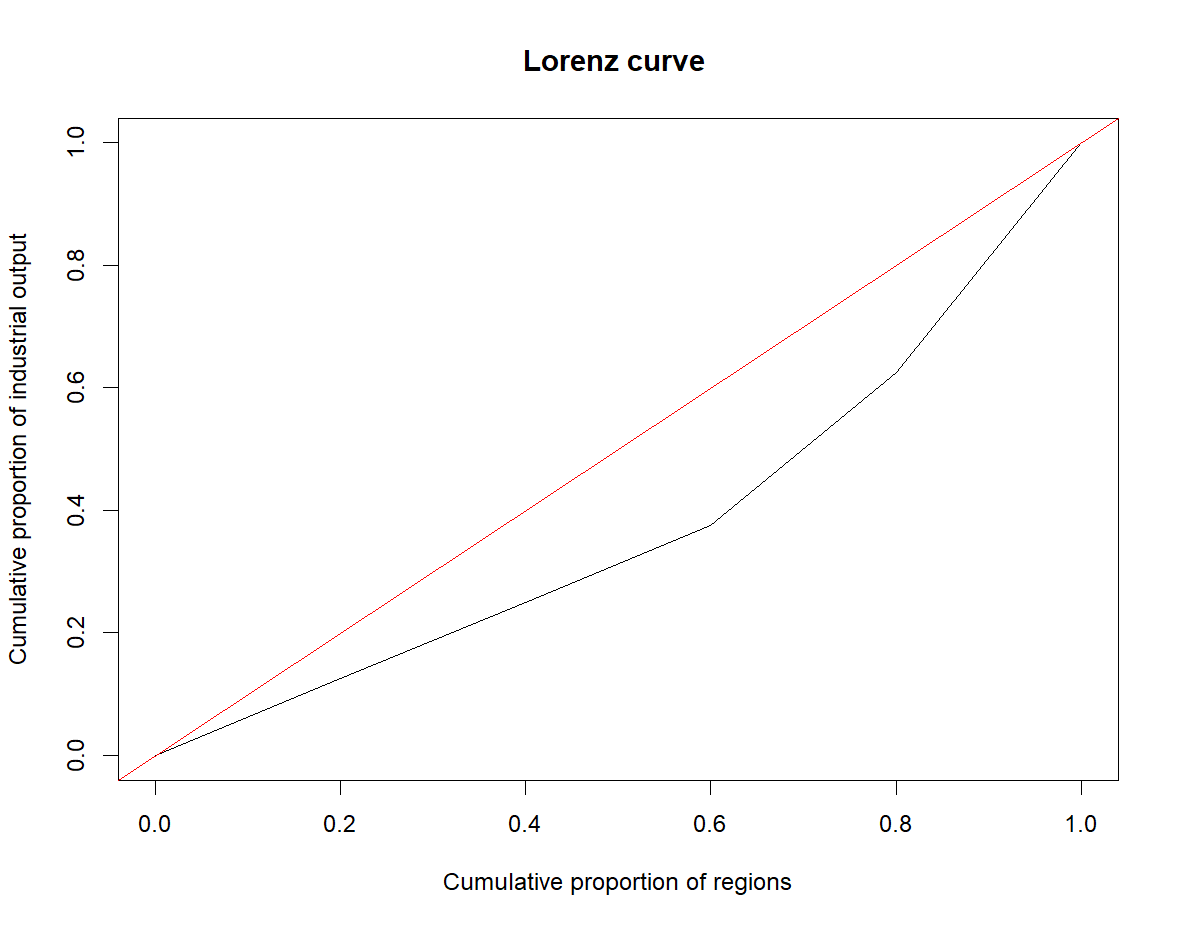 Lorenz curve
Cumulative proportion of industrial output
1.0
0.8
0.6
0.4
0.2
0.0
0.0 0.2 0.4 0.6 0.8 1.0
Cumulative proportion of regions